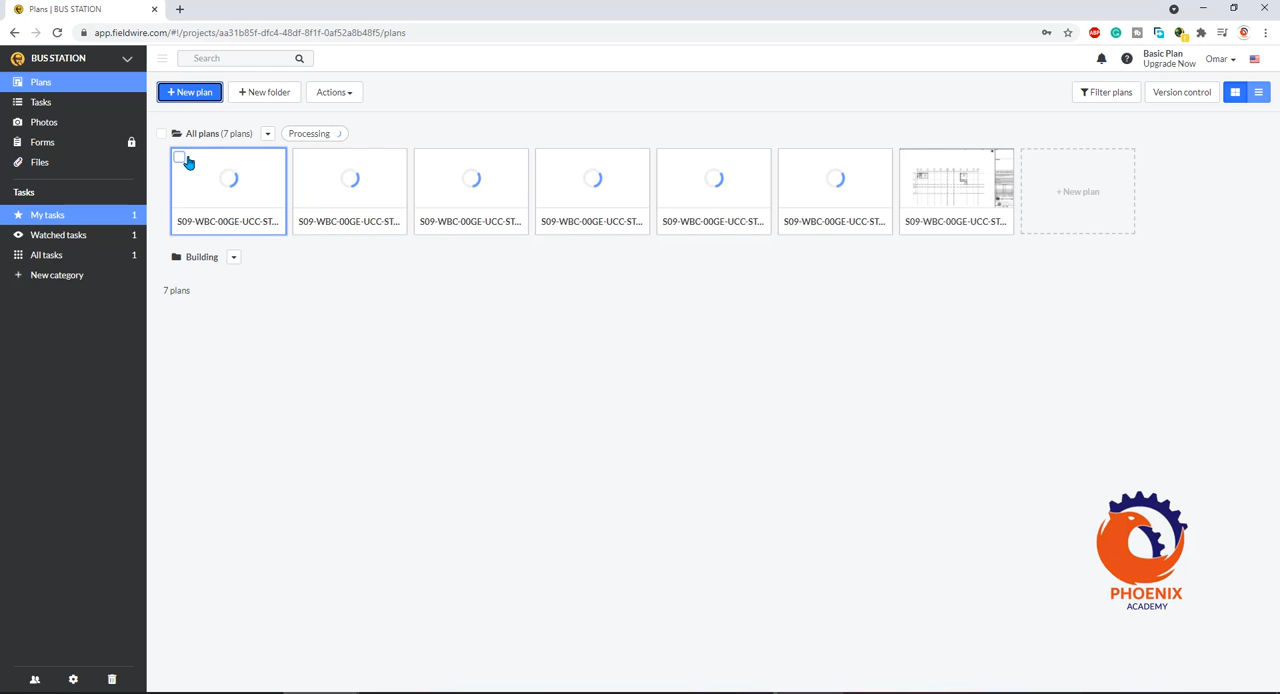 Plans | BUS STATION
app.fieldwire.com/#!/projects/aa31b85f-dfc4-48df-8f1f-0af52a8b48f5/plans
ABP
BUS STATION
Search
Basic Plan
Upgrade Now
Omar
Plans
Tasks
Photos
Forms
Files
Tasks
My tasks 1
Watched tasks 1
All tasks 1
+ New category
+ New plan
+ New folder
Actions
Filter plans
Version control
All plans (7 plans)
Processing
S09-WBC-00GE-UCC-ST...
S09-WBC-00GE-UCC-ST...
S09-WBC-00GE-UCC-ST...
S09-WBC-00GE-UCC-ST...
S09-WBC-00GE-UCC-ST...
S09-WBC-00GE-UCC-ST...
S09-WBC-00GE-UCC-ST...
+ New plan
Building
7 plans
PHOENIX
ACADEMY